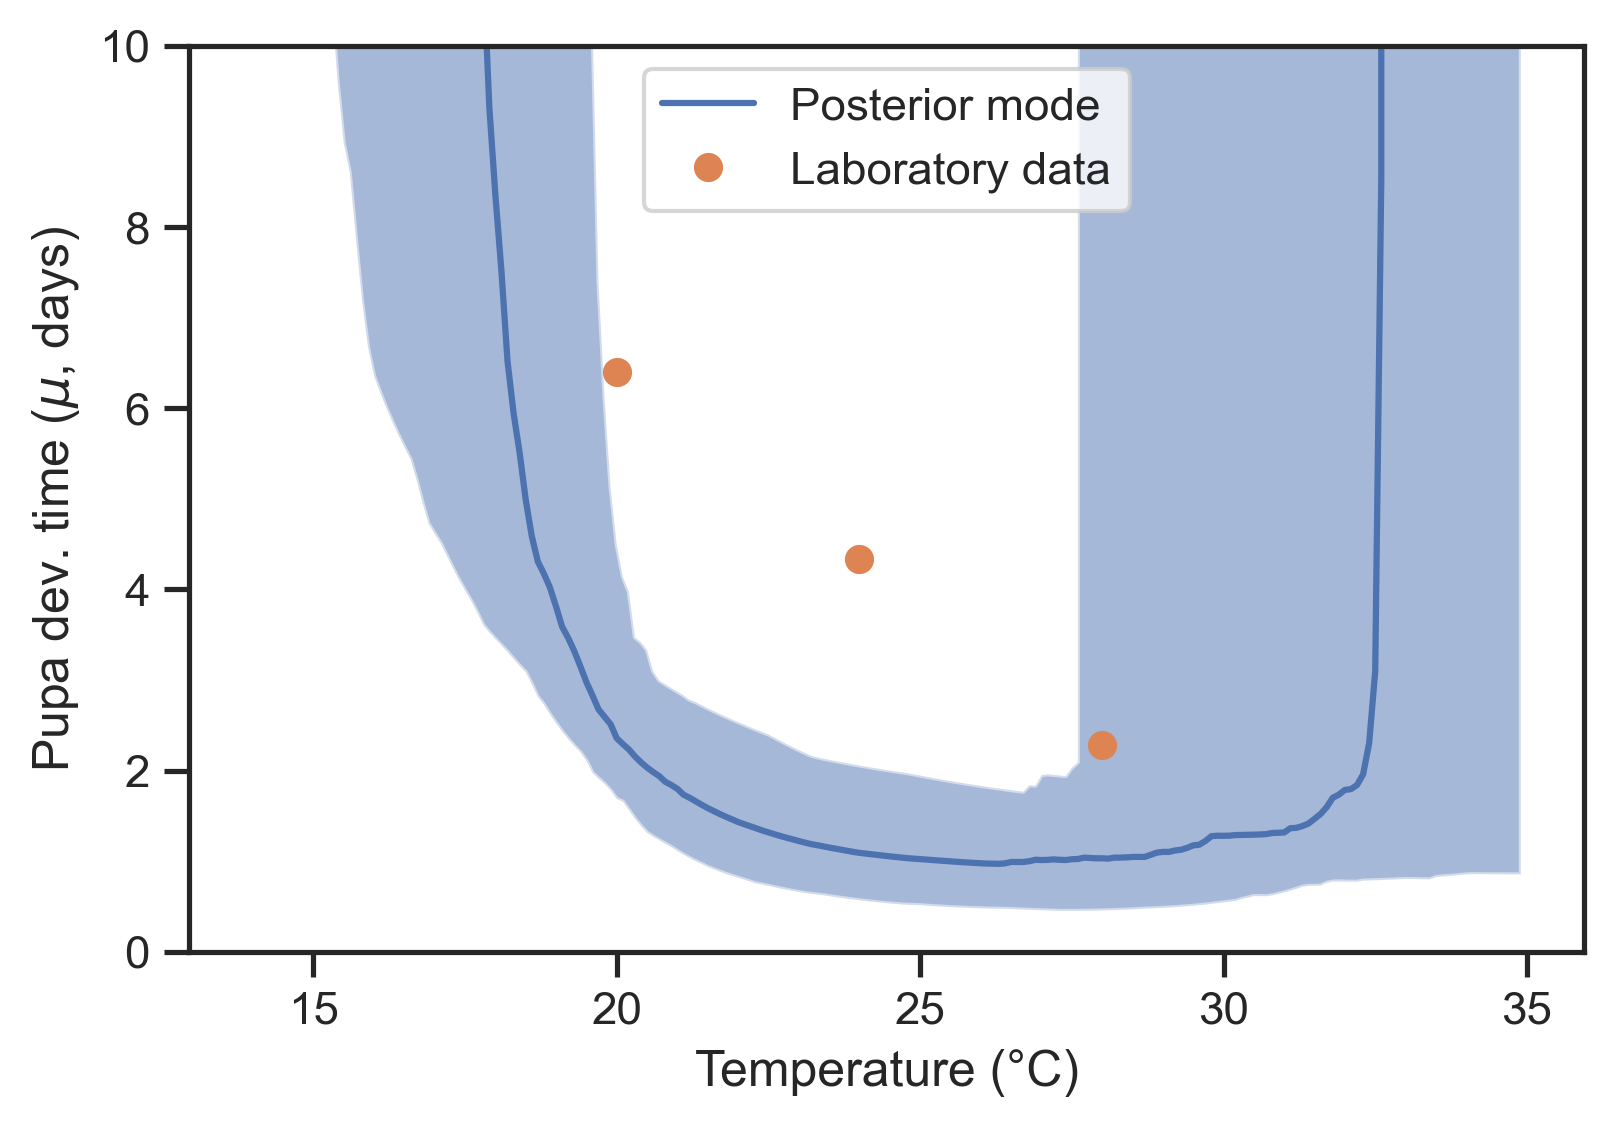 10
8
6
4
2
0
Pupa dev. time (μ, days)
Posterior mode
Laboratory data
15 20 25 30 35
Temperature (°C)